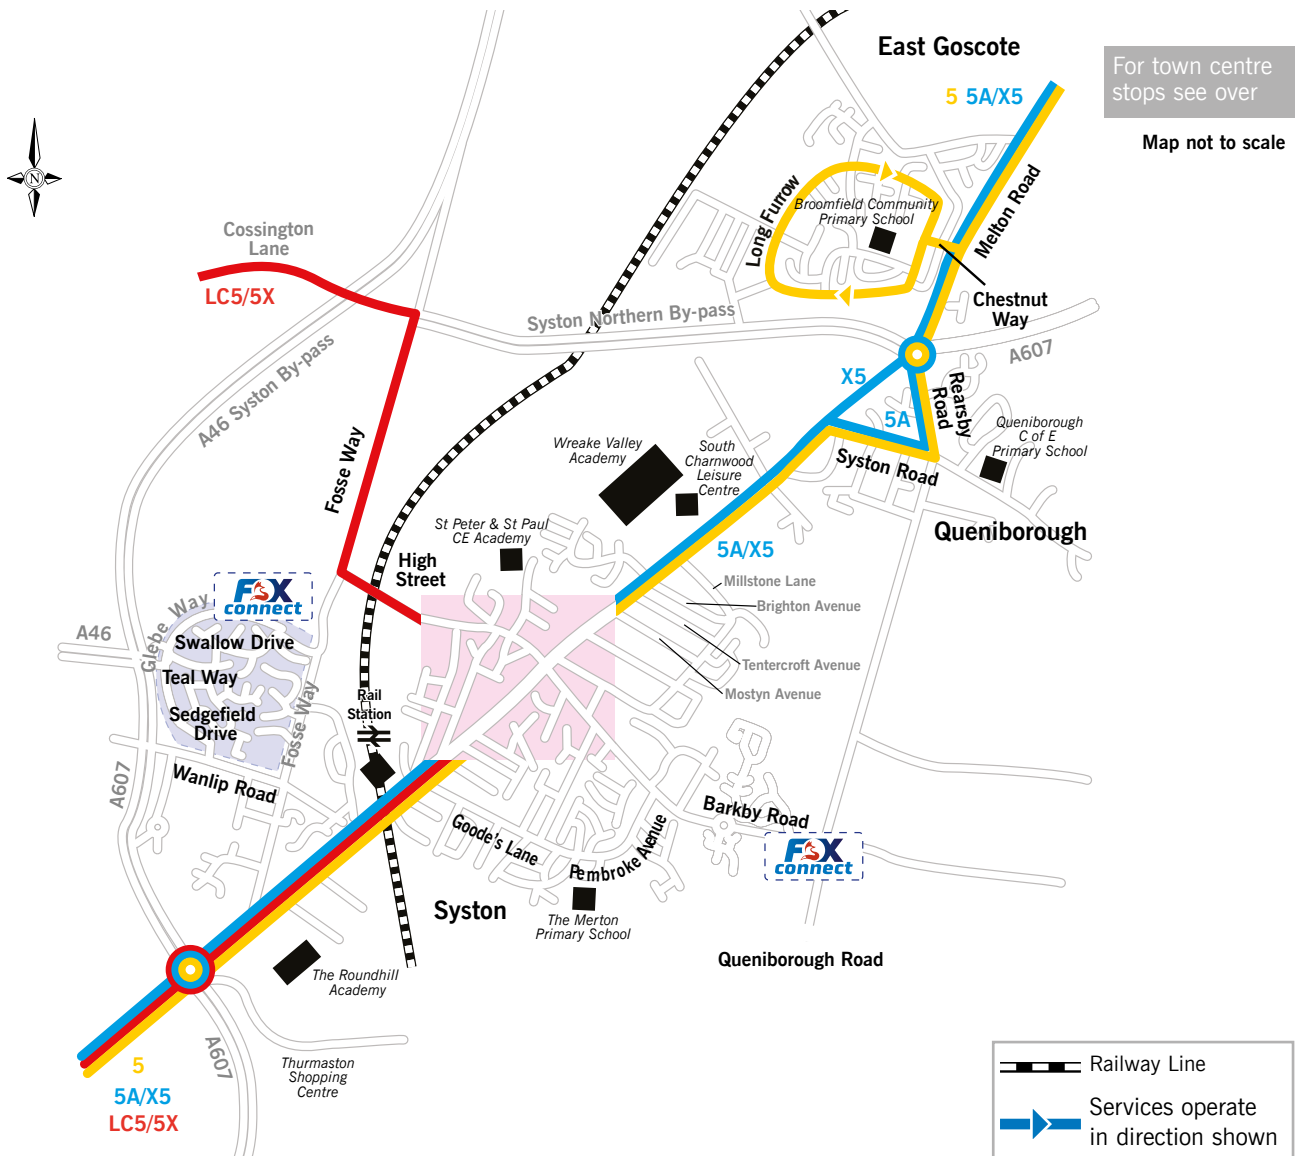 East Goscote
For town centre
stops see over
5 5A/X5
Map not to scale
N
Long Furrow
Broomfield Community
Primary School
Melton Road
Cossington
Lane
LC5/5X
Chestnut
Way
Syston Northern By-pass
A607
A46 Syston By-pass
X5
Rearsby
Road
5A
Queniborough
C of E
Primary School
Wreake Valley
Academy
South
Charnwood
Leisure
Centre
Syston Road
Fosse Way
St Peter & St Paul
CE Academy
Queniborough
5A/X5
High
Street
Millstone Lane
FOX
connect
Brighton Avenue
Glebe Way
A46
Swallow Drive
Tentercroft Avenue
Teal Way
Mostyn Avenue
Rail
Station
Sedgefield
Drive
Fosse Way
Wanlip Road
A607
Barkby Road
Goode's Lane
Pembroke Avenue
FOX
connect
Syston
The Merton
Primary School
Queniborough Road
The Roundhill
Academy
A607
Thurmaston
Shopping
Centre
5
5A/X5
LC5/5X
Railway Line
Services operate
in direction shown